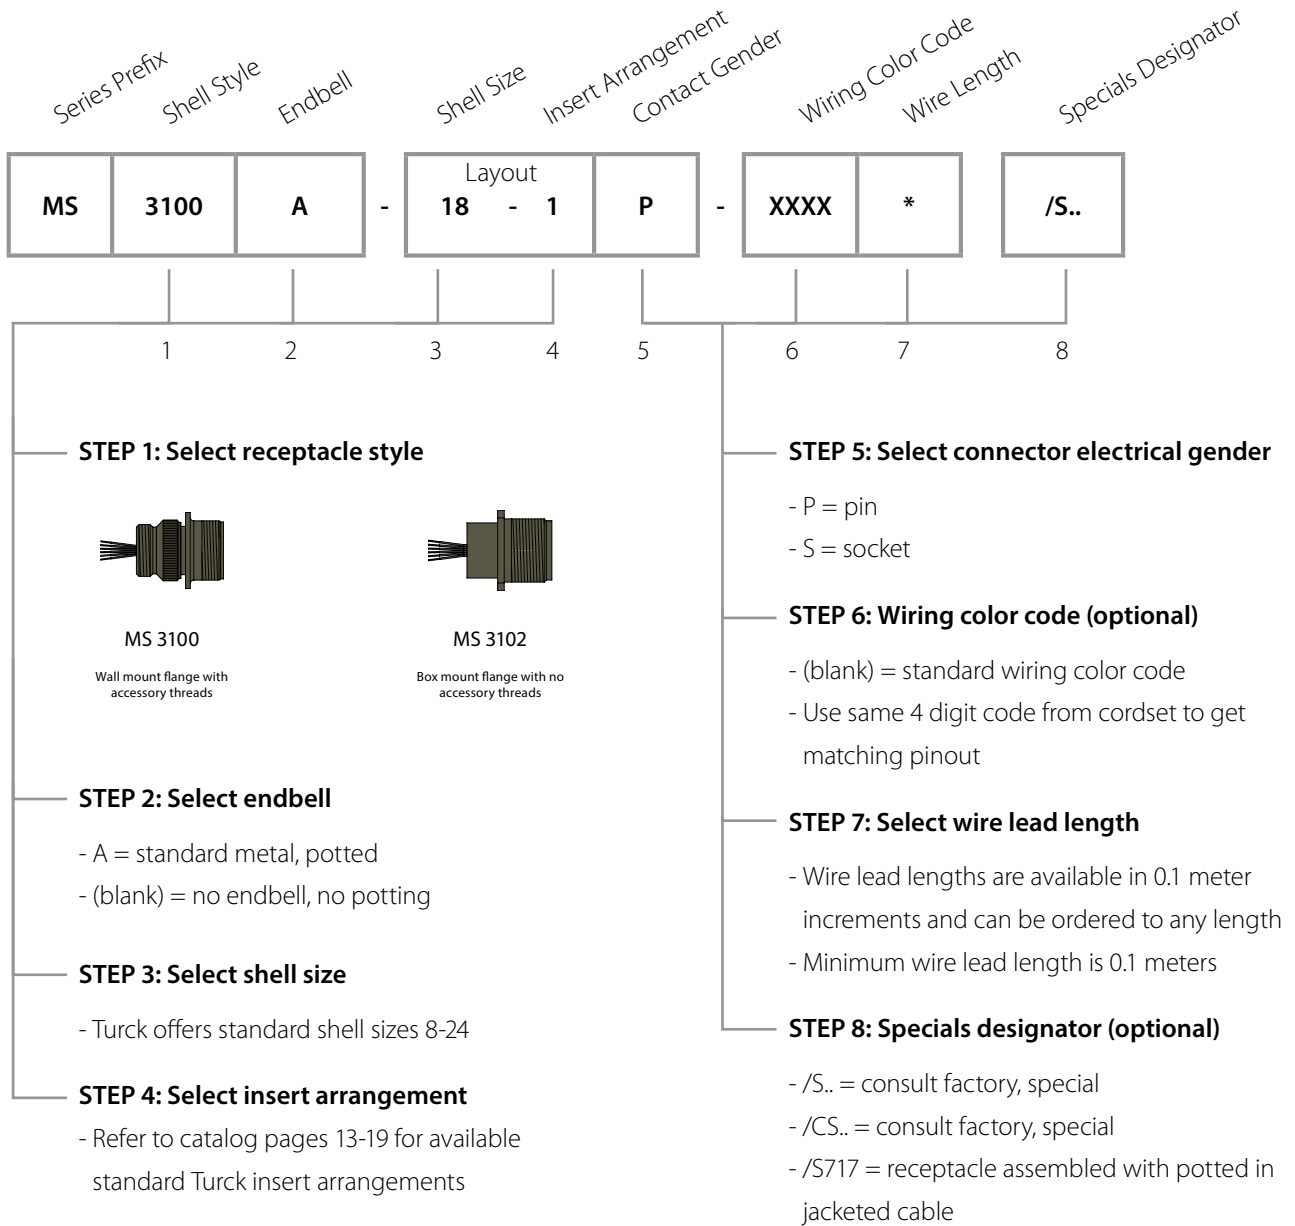 Series Prefix
Shell Style
Endbell
Shell Size
Insert Arrangement
Contact Gender
Wiring Color Code
Wire Length
Specials Designator
Layout
MS 3100 A - 18 - 1 P - XXXX * /S..
1 2 3 4 5 6 7 8
STEP 1: Select receptacle style
MS 3100
Wall mount flange with
accessory threads
MS 3102
Box mount flange with no
accessory threads
STEP 2: Select endbell
- A = standard metal, potted
- (blank) = no endbell, no potting
STEP 3: Select shell size
- Turck offers standard shell sizes 8-24
STEP 4: Select insert arrangement
- Refer to catalog pages 13-19 for available
standard Turck insert arrangements
STEP 5: Select connector electrical gender
- P = pin
- S = socket
STEP 6: Wiring color code (optional)
- (blank) = standard wiring color code
- Use same 4 digit code from cordset to get
matching pinout
STEP 7: Select wire lead length
- Wire lead lengths are available in 0.1 meter
increments and can be ordered to any length
- Minimum wire lead length is 0.1 meters
STEP 8: Specials designator (optional)
- /S.. = consult factory, special
- /CS.. = consult factory, special
- /S717 = receptacle assembled with potted in
jacketed cable